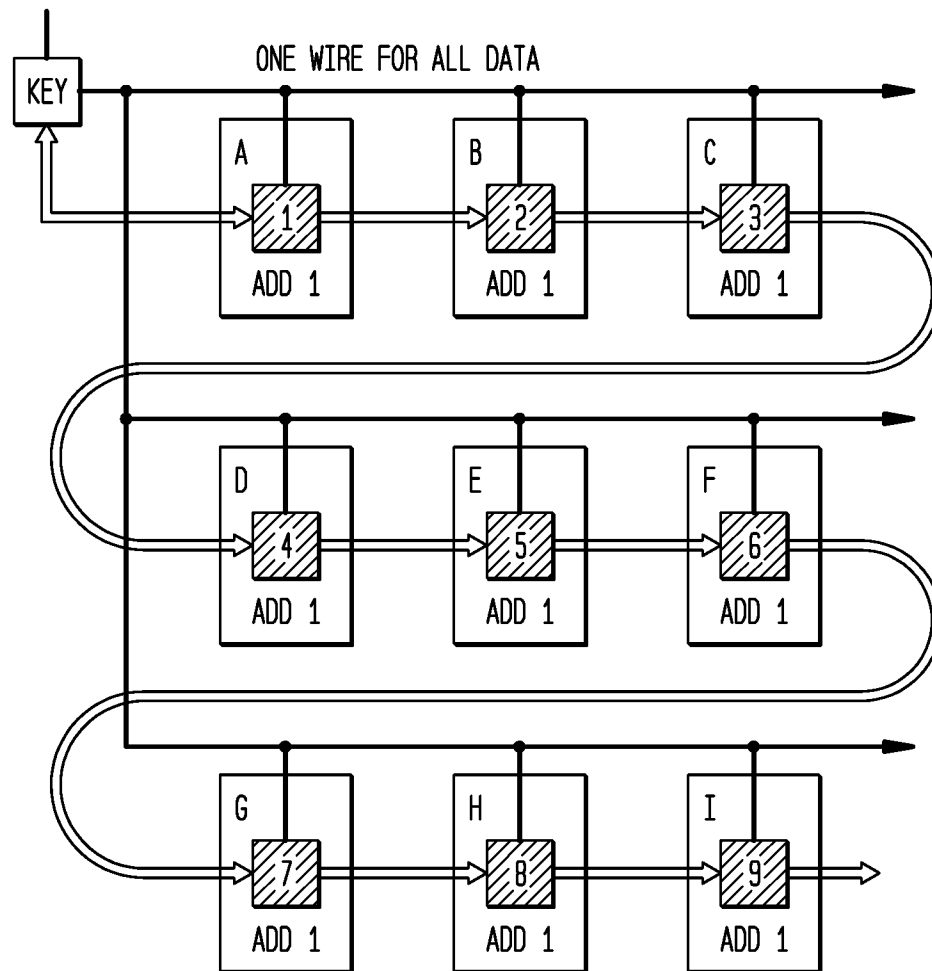 ONE WIRE FOR ALL DATA
KEY
A B C
1 2 3
ADD 1 ADD 1 ADD 1
D E F
4 5 6
ADD 1 ADD 1 ADD 1
G H I
7 8 9
ADD 1 ADD 1 ADD 1